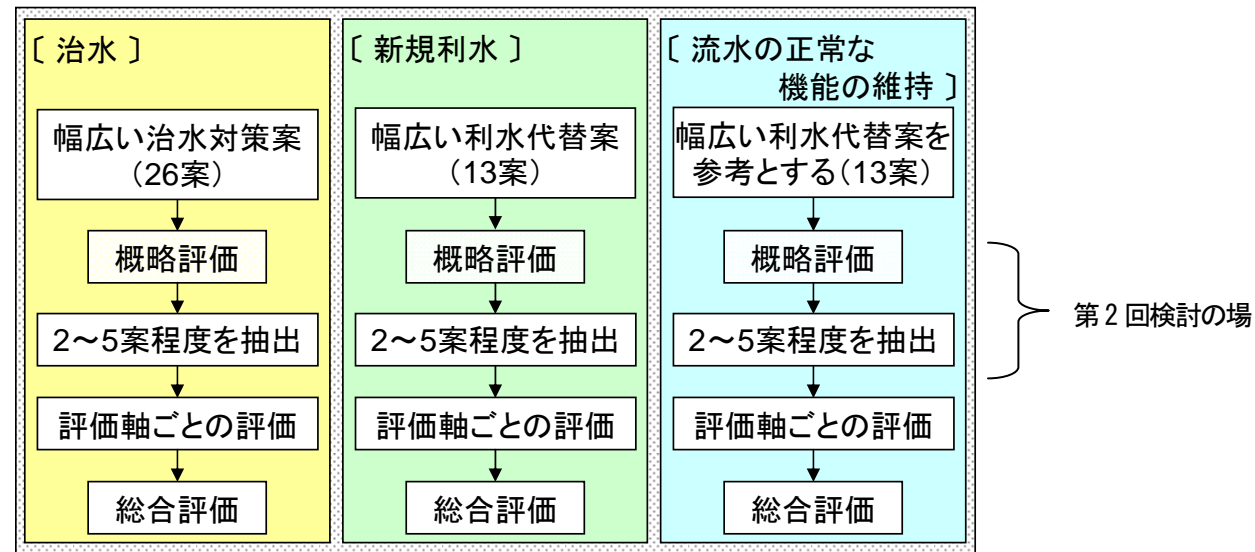 〔 治水 〕
幅広い治水対策案
（26案）
概略評価
2～5案程度を抽出
評価軸ごとの評価
総合評価
〔 新規利水 〕
幅広い利水代替案
（13案）
概略評価
2～5案程度を抽出
評価軸ごとの評価
総合評価
〔 流水の正常な
機能の維持 〕
幅広い利水代替案を
参考とする（13案）
概略評価
2～5案程度を抽出
評価軸ごとの評価
総合評価
第２回検討の場